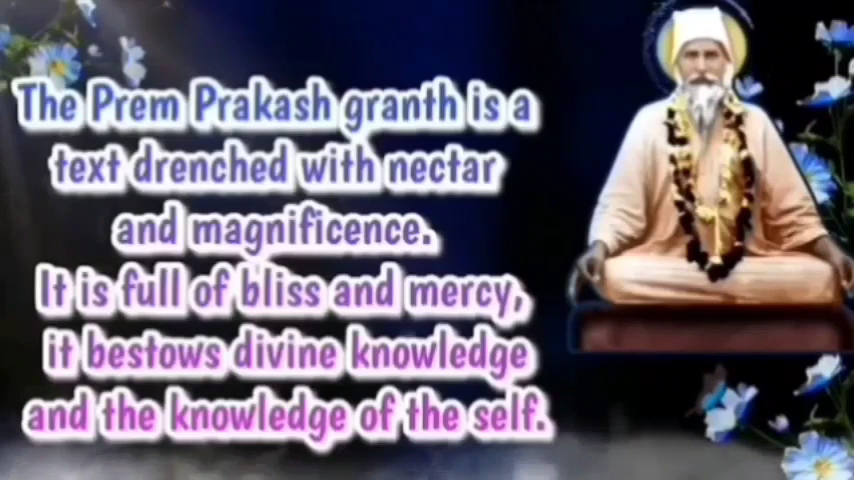 The Prem Prakash granth is a
text drenched with nectar
and magnificence.
It is full of bliss and mercy,
it bestows divine knowledge
and the knowledge of the self.